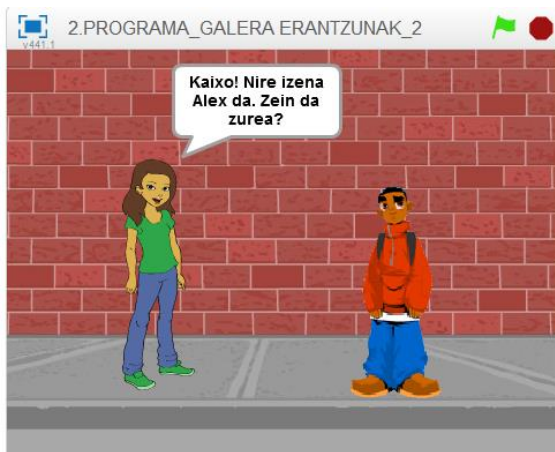 2.PROGRAMA_GALERA ERANTZUNAK_2
v441.1
Kaixo! Nire izena
Alex da. Zein da
zurea?